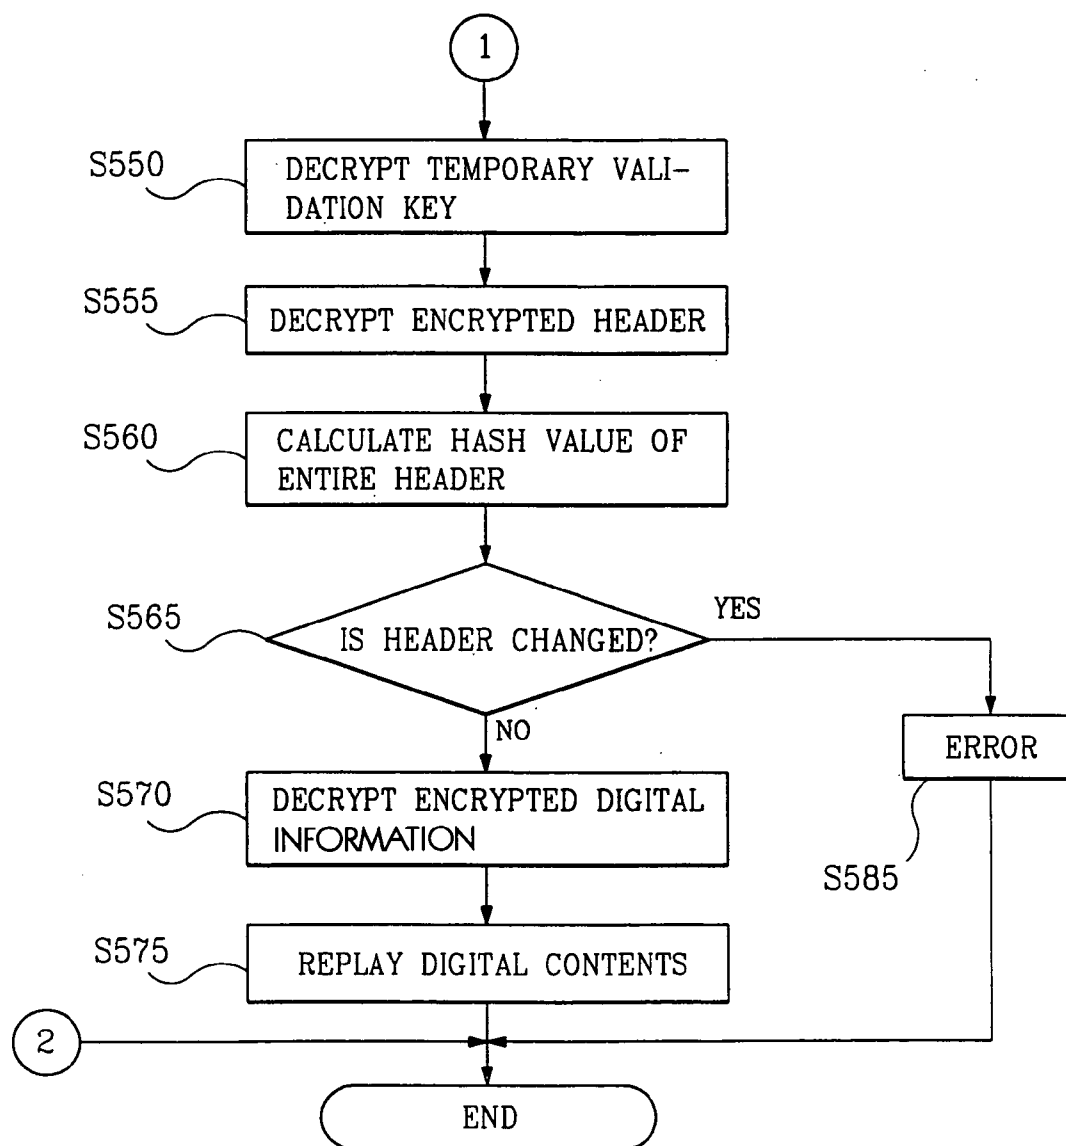 1
S550
DECRYPT TEMPORARY VALI-
DATION KEY
S555
DECRYPT ENCRYPTED HEADER
S560
CALCULATE HASH VALUE OF
ENTIRE HEADER
S565
IS HEADER CHANGED?
YES
NO
ERROR
S570
DECRYPT ENCRYPTED DIGITAL
INFORMATION
S585
S575
REPLAY DIGITAL CONTENTS
2
END